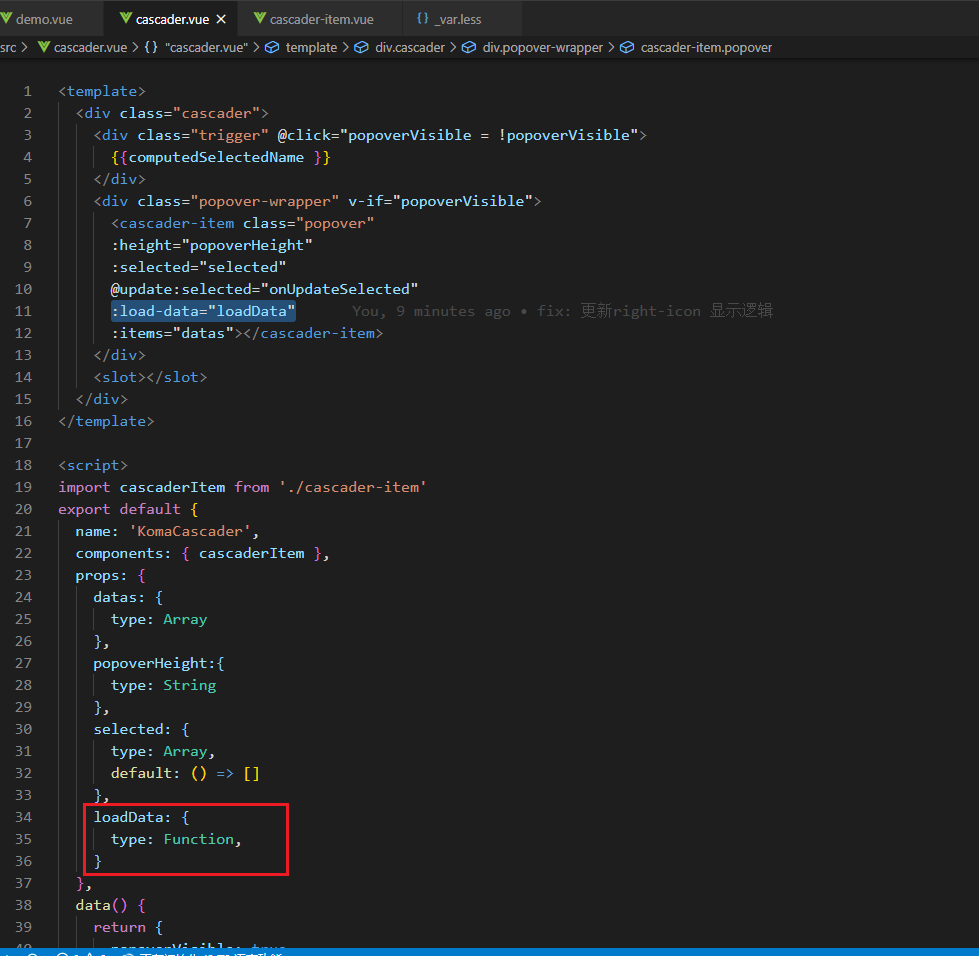 demo.vue cascader.vue × cascader-item.vue {} _var.less
src > cascader.vue > {} "cascader.vue" > template > div.cascader > div.popover-wrapper > cascader-item.popover
1 <template>
2 <div class="cascader">
3 <div class="trigger" @click="popoverVisible = !popoverVisible">
4 {{computedSelectedName }}
5 </div>
6 <div class="popover-wrapper" v-if="popoverVisible">
7 <cascader-item class="popover"
8 :height="popoverHeight"
9 :selected="selected"
10 @update:selected="onUpdateSelected"
11 :load-data="loadData" You, 9 minutes ago • fix: 更新right-icon 显示逻辑
12 :items="datas"></cascader-item>
13 </div>
14 <slot></slot>
15 </div>
16 </template>
17
18 <script>
19 import cascaderItem from './cascader-item'
20 export default {
21 name: 'KomaCascader',
22 components: { cascaderItem },
23 props: {
24 datas: {
25 type: Array
26 },
27 popoverHeight:{
28 type: String
29 },
30 selected: {
31 type: Array,
32 default: () => []
33 },
34 loadData: {
35 type: Function,
36 }
37 },
38 data() {
39 return {
40 popoverVisible: true